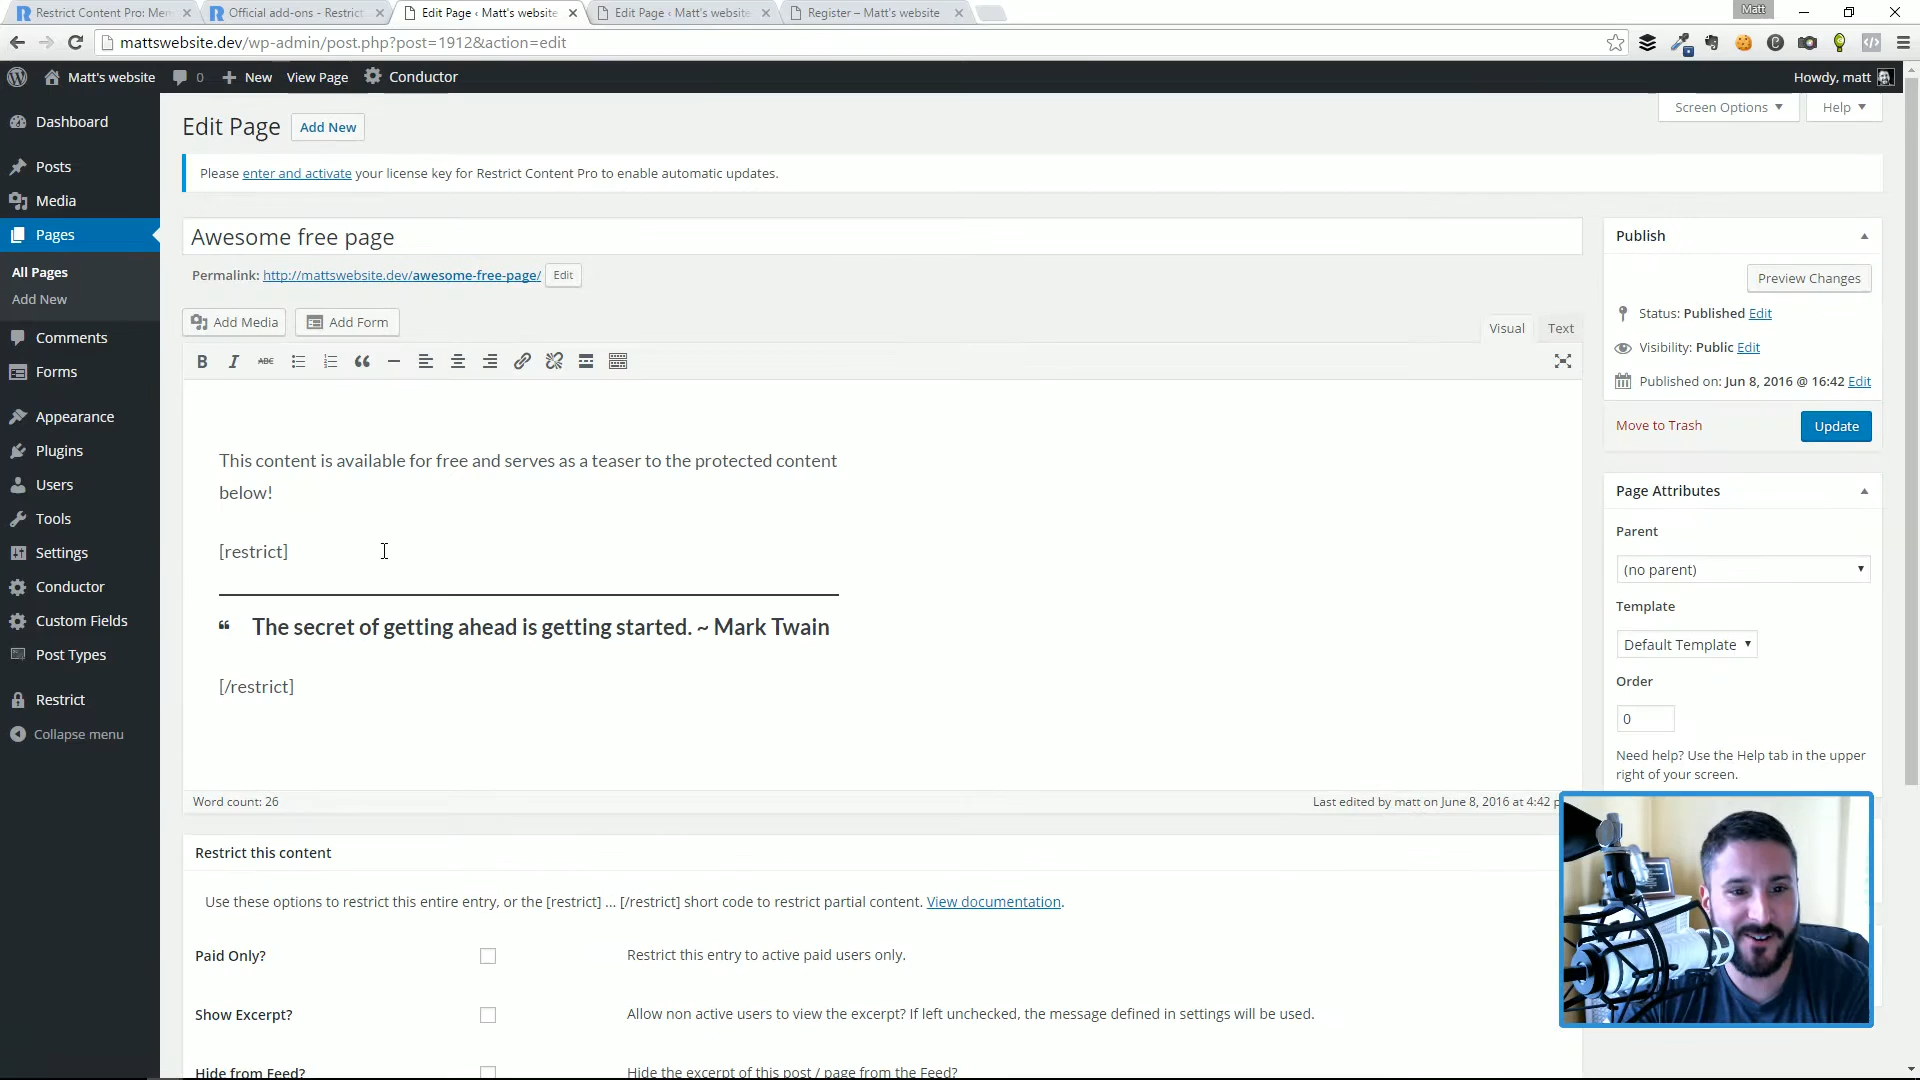 Restrict Content Pro: Mem
Official add-ons - Restrict
Edit Page ‹ Matt's website
Edit Page ‹ Matt's website
Register – Matt's website
Matt
mattswebsite.dev/wp-admin/post.php?post=1912&action=edit
Matt's website
0
New
View Page
Conductor
Howdy, matt
Dashboard
Posts
Media
Pages
All Pages
Add New
Comments
Forms
Appearance
Plugins
Users
Tools
Settings
Conductor
Custom Fields
Post Types
Restrict
Collapse menu
Screen Options
Help
Edit Page
Add New
Please enter and activate your license key for Restrict Content Pro to enable automatic updates.
Awesome free page
Permalink: http://mattswebsite.dev/awesome-free-page/ Edit
Add Media
Add Form
Visual
Text
B I ABC
This content is available for free and serves as a teaser to the protected content
below!
[restrict]
“ The secret of getting ahead is getting started. ~ Mark Twain
[/restrict]
Word count: 26
Last edited by matt on June 8, 2016 at 4:42
Restrict this content
Use these options to restrict this entire entry, or the [restrict] ... [/restrict] short code to restrict partial content. View documentation.
Paid Only?
Restrict this entry to active paid users only.
Show Excerpt?
Allow non active users to view the excerpt? If left unchecked, the message defined in settings will be used.
Hide from Feed?
Hide the excerpt of this post / page from the Feed?
Publish
Preview Changes
Status: Published Edit
Visibility: Public Edit
Published on: Jun 8, 2016 @ 16:42 Edit
Move to Trash
Update
Page Attributes
Parent
(no parent)
Template
Default Template
Order
0
Need help? Use the Help tab in the upper
right of your screen.